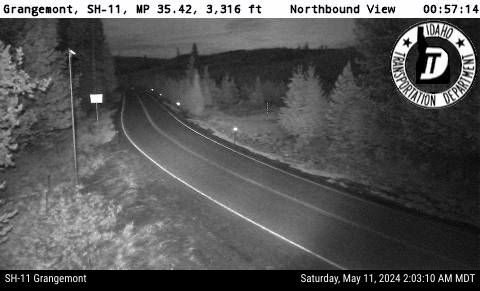 Grangemont, SH-11, MP 35.42, 3,316 ft Northbound View 00:57:14
IDAHO
TRANSPORTATION DEPARTMENT
SH-11 Grangemont Saturday, May 11, 2024 2:03:10 AM MDT